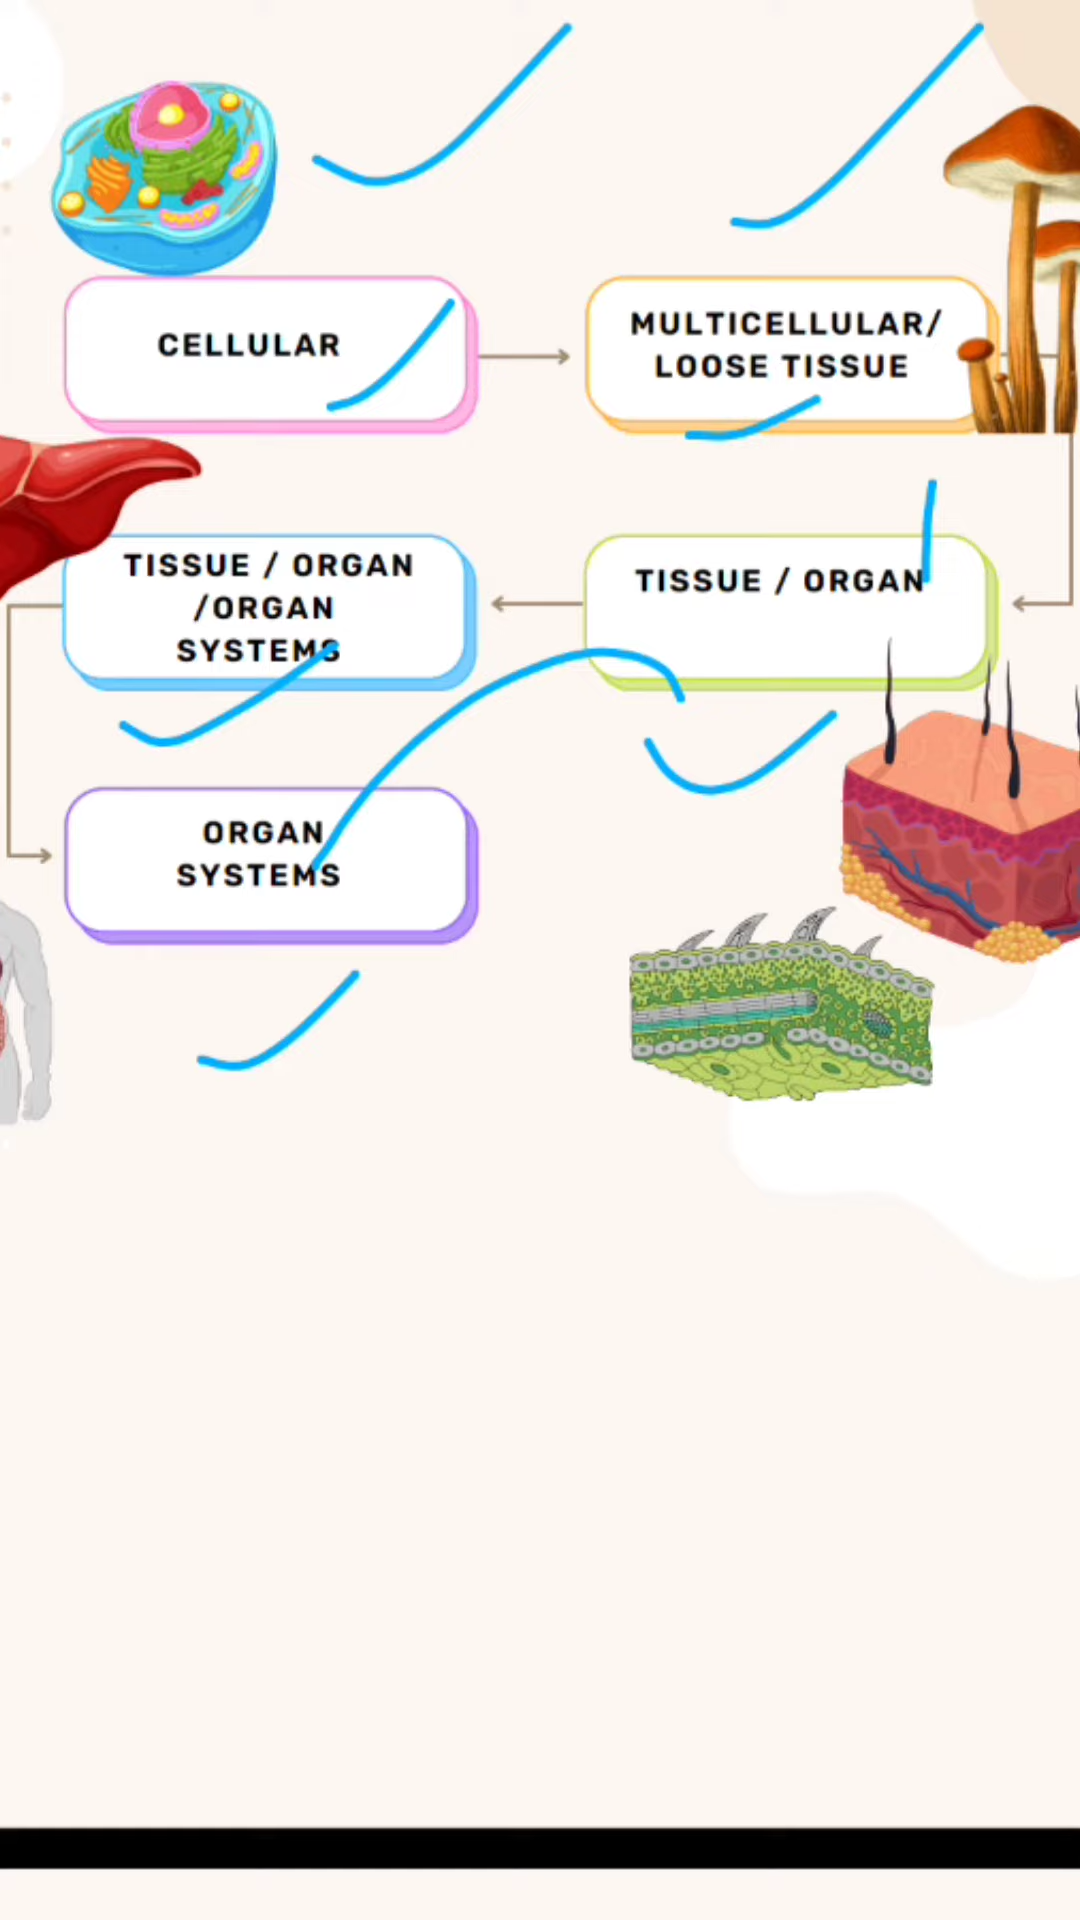 CELLULAR
MULTICELLULAR/
LOOSE TISSUE
TISSUE / ORGAN
/ORGAN
SYSTEMS
TISSUE / ORGAN
ORGAN
SYSTEMS